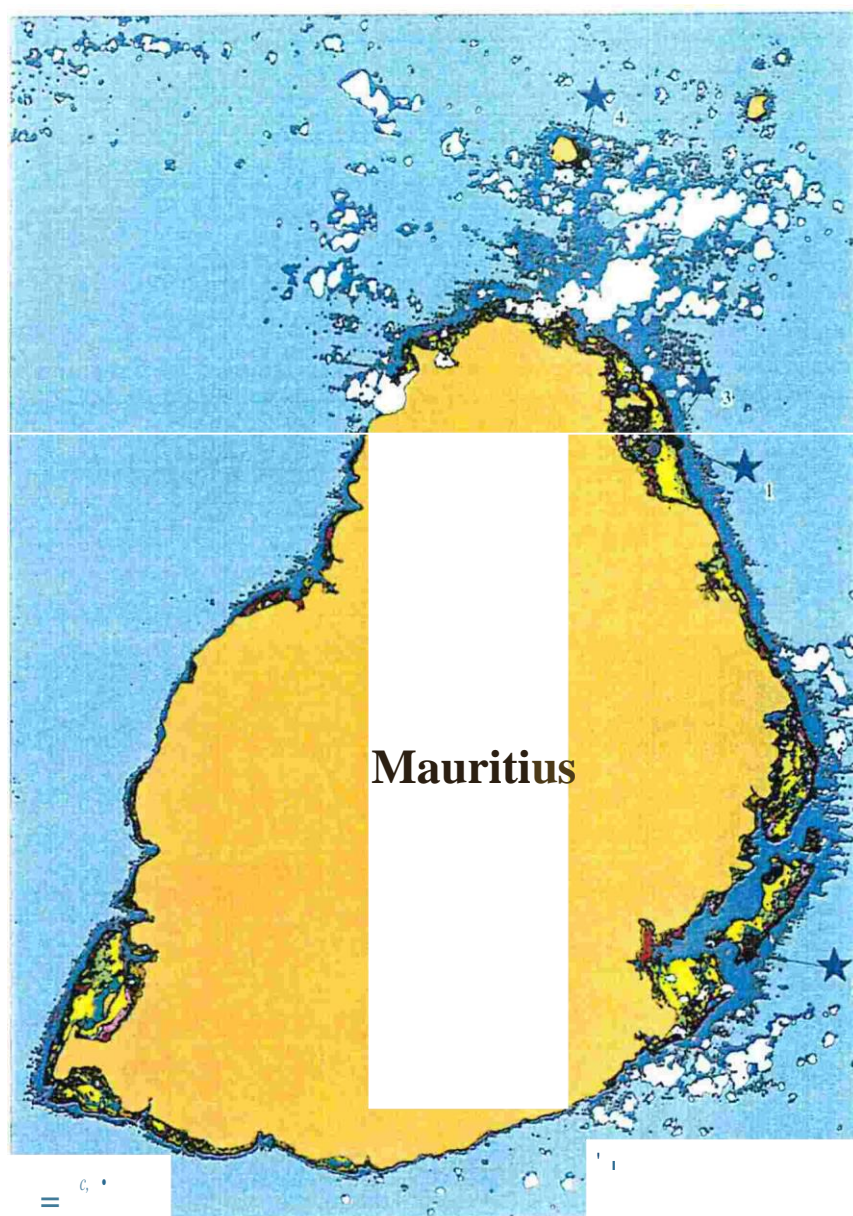 4
3
1
Mauritius
c, •
=
' ı